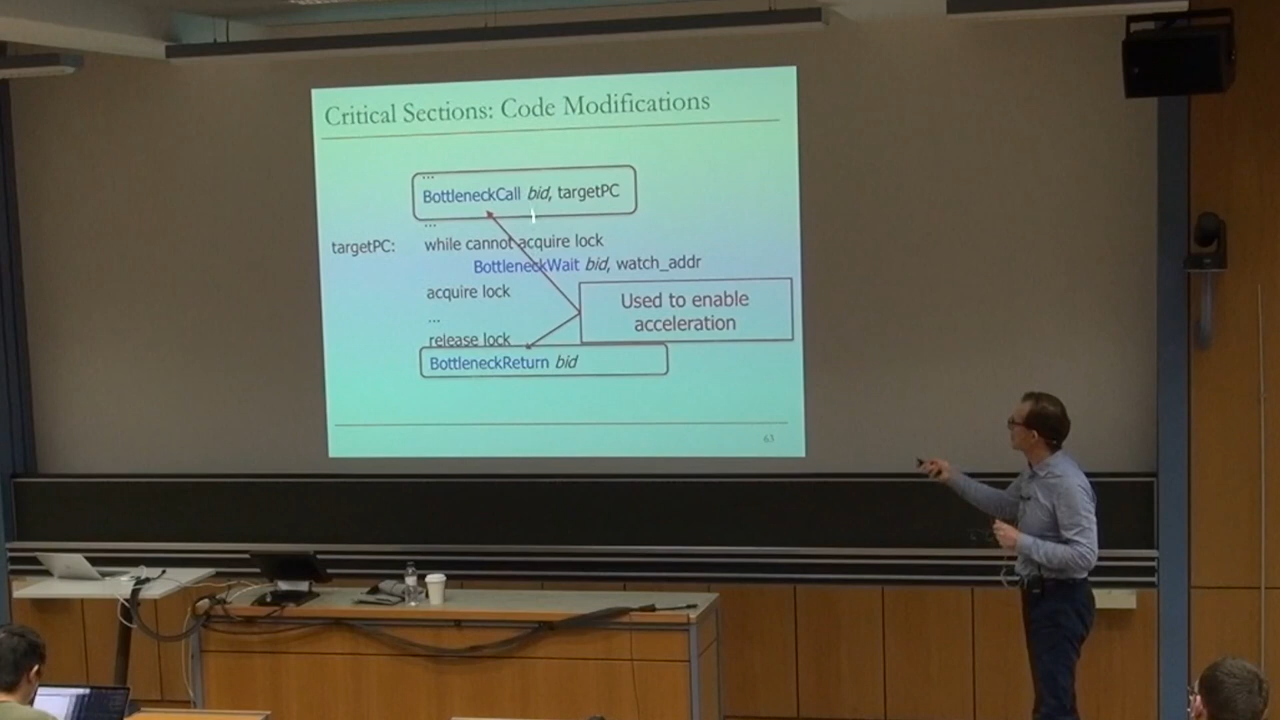 Critical Sections: Code Modifications
...
BottleneckCall bid, targetPC
...
targetPC: while cannot acquire lock
BottleneckWait bid, watch_addr
acquire lock
Used to enable
acceleration
...
release lock
BottleneckReturn bid
63